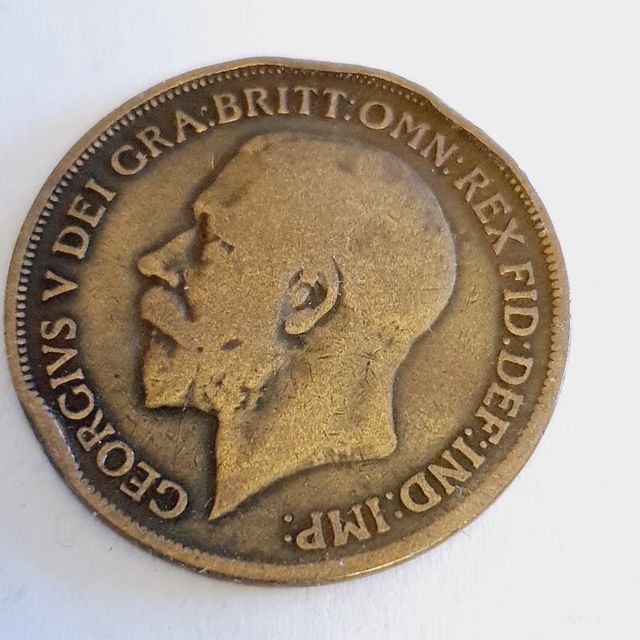 GEORGIVS V DEI GRA:BRITT:OMN:REX FID:DEF:IND:IMP: